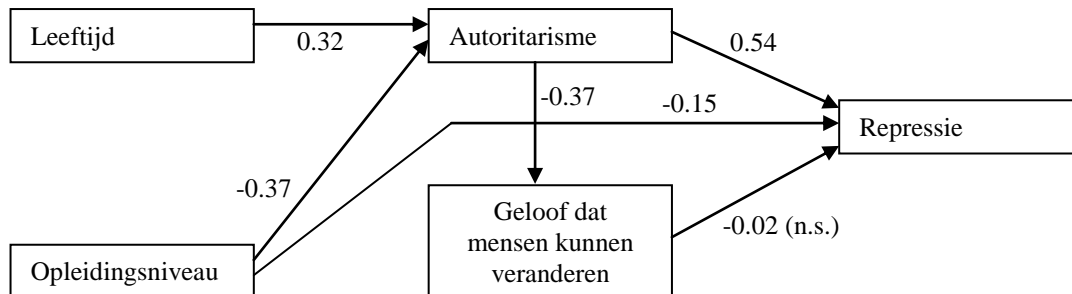 Leeftijd
0.32
Autoritarisme
0.54
-0.37
-0.15
Repressie
-0.37
Geloof dat
mensen kunnen
veranderen
-0.02 (n.s.)
Opleidingsniveau